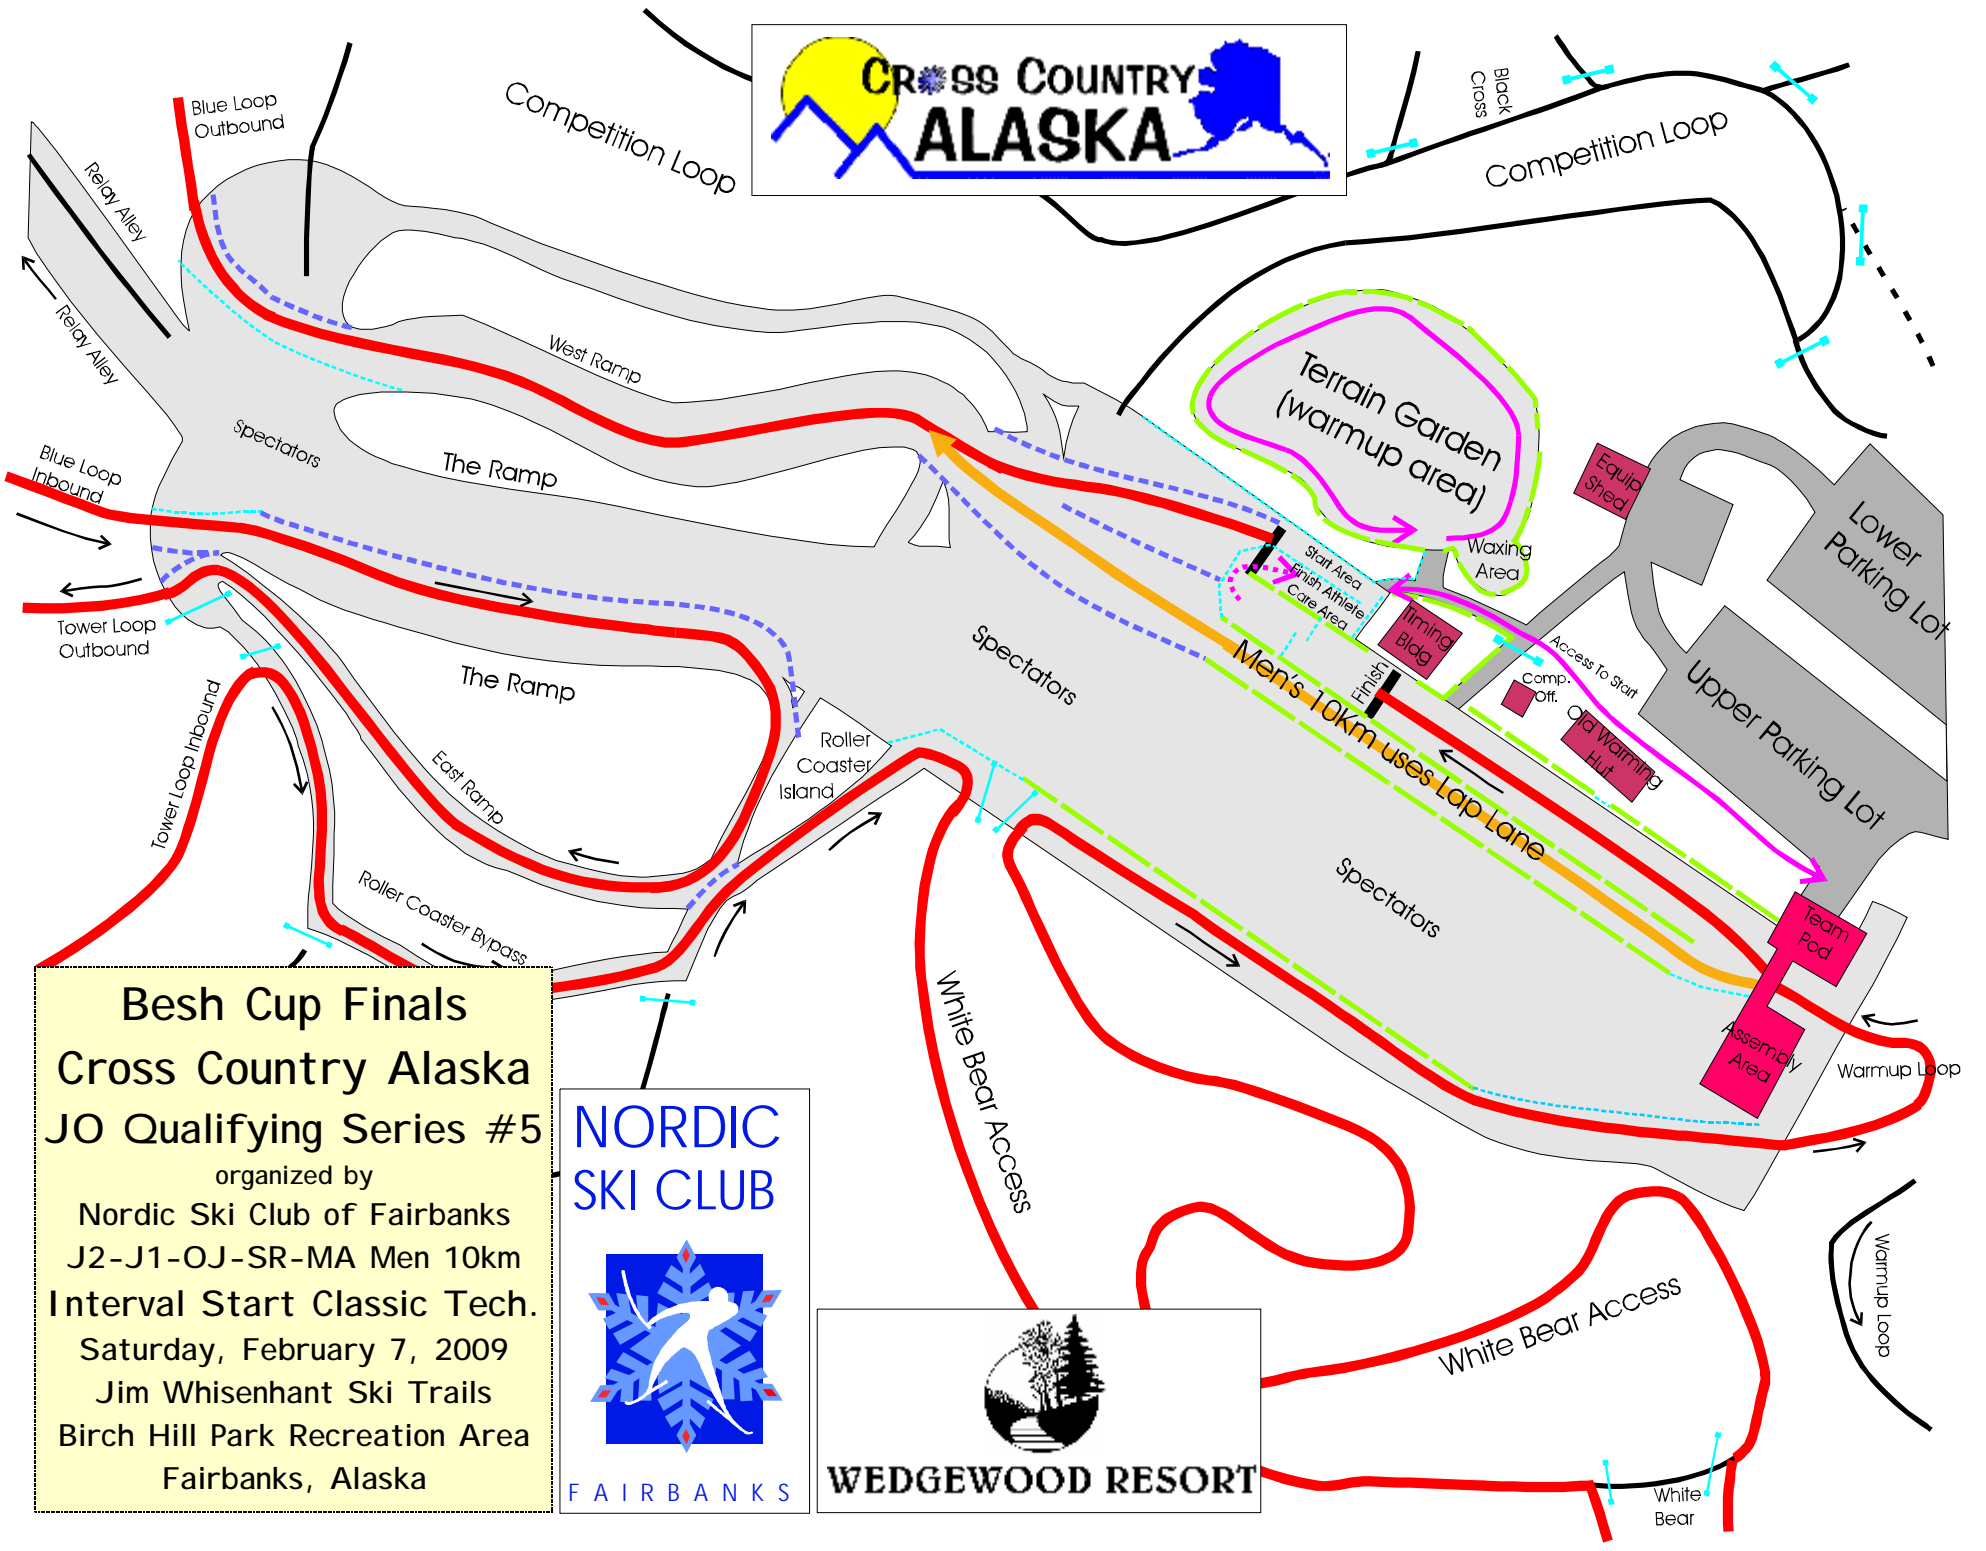 CROSS COUNTRY
ALASKA
Blue Loop
Outbound
Competition Loop
Black
Cross
Competition Loop
Relay Alley
Relay Alley
West Ramp
Terrain Garden
(warmup area)
Spectators
The Ramp
Blue Loop
Inbound
Equip
Shed
Lower
Parking Lot
Waxing
Area
Start Area
Finish Athlete
Care Area
Timing
Bldg
Tower Loop
Outbound
Spectators
Men's 10km uses Lap Lane
Finish
Access To Start
Comp.
Off.
Old Warming
Hut
Upper Parking Lot
The Ramp
Tower Loop Inbound
East Ramp
Roller
Coaster
Island
Roller Coaster Bypass
Spectators
Team
Pod
Assembly
Area
Warmup Loop
White Bear Access
Besh Cup Finals
Cross Country Alaska
JO Qualifying Series #5
organized by
Nordic Ski Club of Fairbanks
J2-J1-OJ-SR-MA Men 10km
Interval Start Classic Tech.
Saturday, February 7, 2009
Jim Whisenhant Ski Trails
Birch Hill Park Recreation Area
Fairbanks, Alaska
NORDIC
SKI CLUB
FAIRBANKS
WEDGEWOOD RESORT
White Bear Access
Warmup Loop
White
Bear